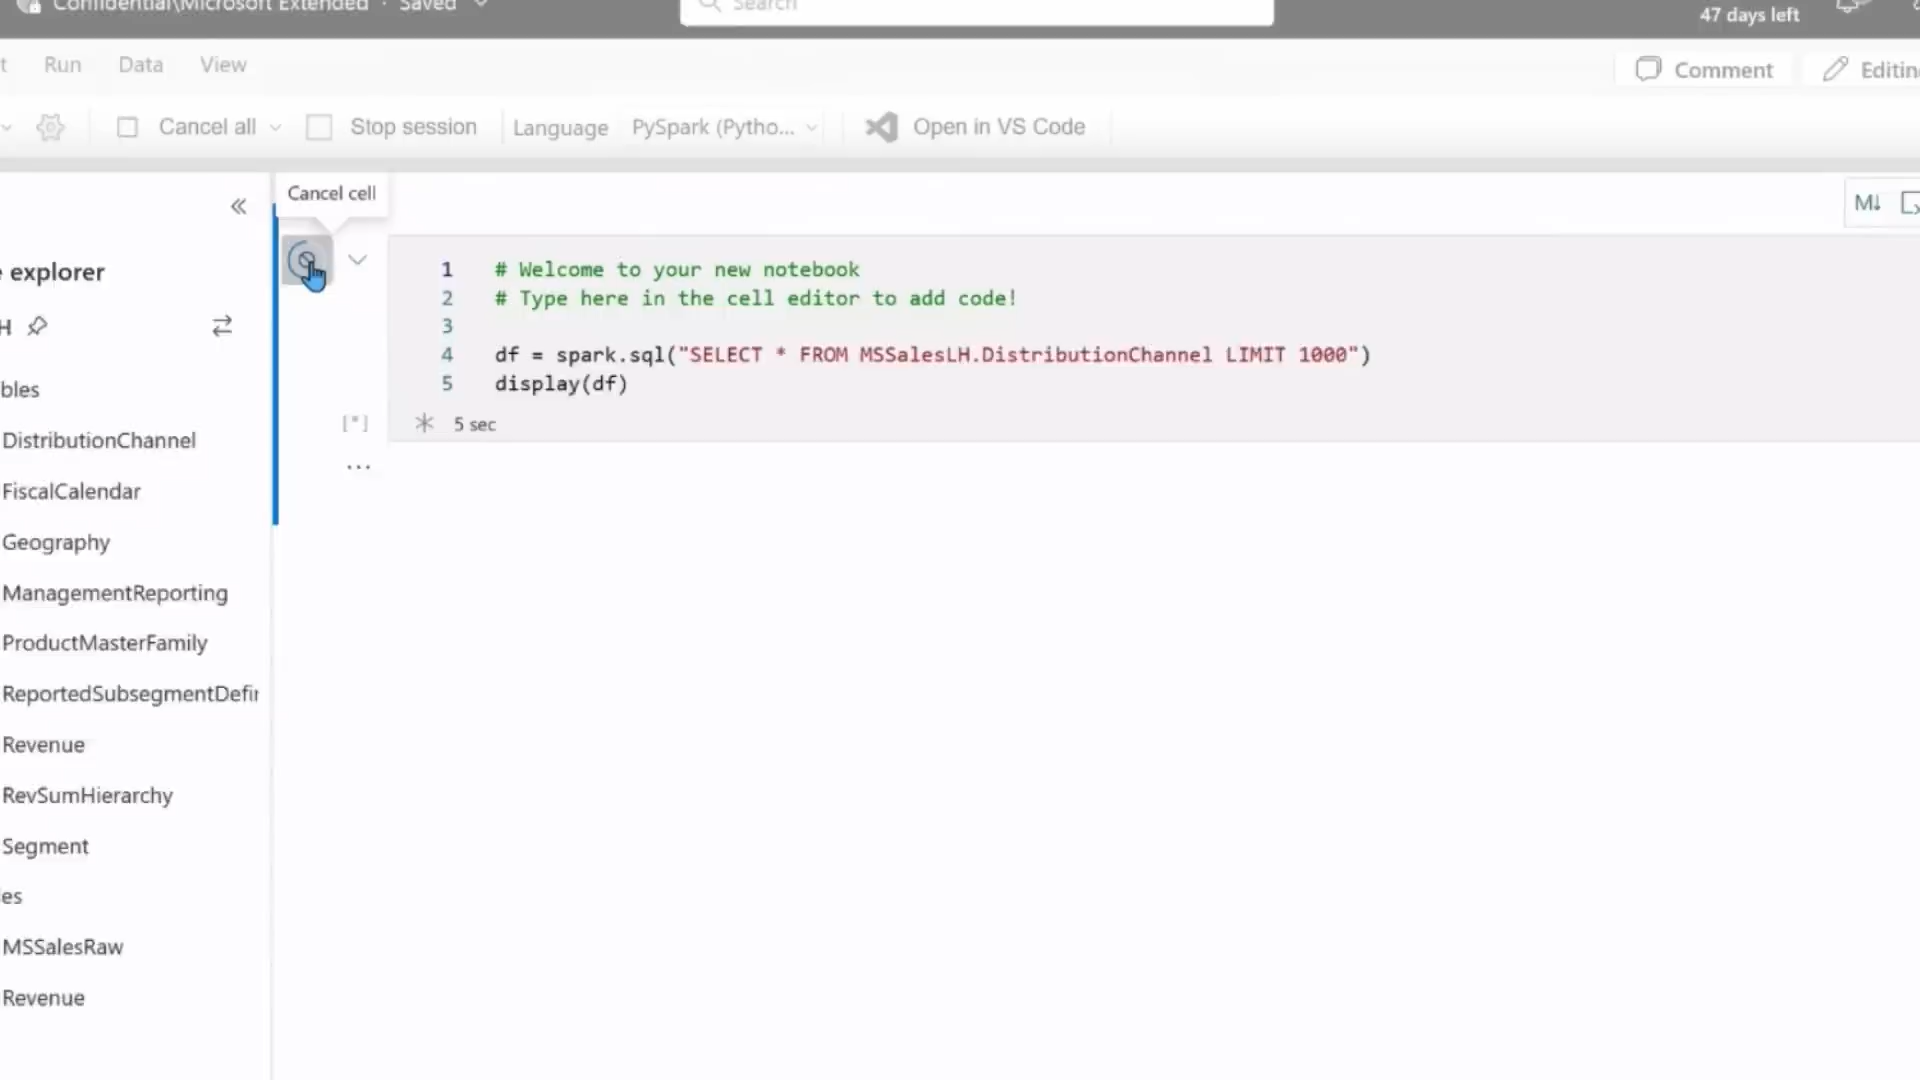 Confidential\Microsoft Extended · Saved
Search
47 days left
t Run Data View
Comment
Editin
Cancel all
Stop session
Language PySpark (Pytho...
Open in VS Code
Cancel cell
M↓
e explorer
H
bles
DistributionChannel
FiscalCalendar
Geography
ManagementReporting
ProductMasterFamily
ReportedSubsegmentDefin
Revenue
RevSumHierarchy
Segment
les
MSSalesRaw
Revenue
1 # Welcome to your new notebook
2 # Type here in the cell editor to add code!
3
4 df = spark.sql("SELECT * FROM MSSalesLH.DistributionChannel LIMIT 1000")
5 display(df)
[*] 5 sec
...